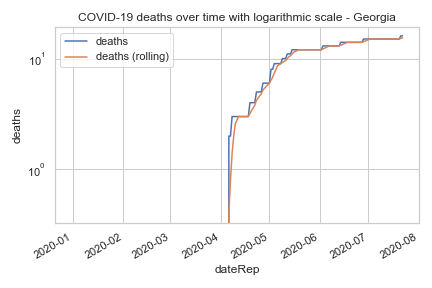 COVID-19 deaths over time with logarithmic scale - Georgia
deaths
deaths (rolling)
10¹
10⁰
deaths
2020-01
2020-02
2020-03
2020-04
2020-05
2020-06
2020-07
2020-08
dateRep